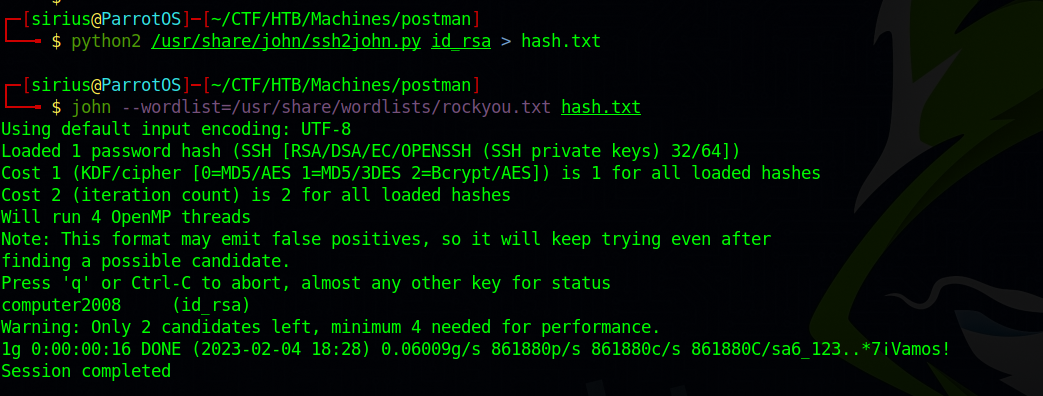 $
┌─[sirius@ParrotOS]─[~/CTF/HTB/Machines/postman]
└──╼ $ python2 /usr/share/john/ssh2john.py id_rsa > hash.txt
┌─[sirius@ParrotOS]─[~/CTF/HTB/Machines/postman]
└──╼ $ john --wordlist=/usr/share/wordlists/rockyou.txt hash.txt
Using default input encoding: UTF-8
Loaded 1 password hash (SSH [RSA/DSA/EC/OPENSSH (SSH private keys) 32/64])
Cost 1 (KDF/cipher [0=MD5/AES 1=MD5/3DES 2=Bcrypt/AES]) is 1 for all loaded hashes
Cost 2 (iteration count) is 2 for all loaded hashes
Will run 4 OpenMP threads
Note: This format may emit false positives, so it will keep trying even after
finding a possible candidate.
Press 'q' or Ctrl-C to abort, almost any other key for status
computer2008     (id_rsa)
Warning: Only 2 candidates left, minimum 4 needed for performance.
1g 0:00:00:16 DONE (2023-02-04 18:28) 0.06009g/s 861880p/s 861880c/s 861880C/sa6_123..*7¡Vamos!
Session completed